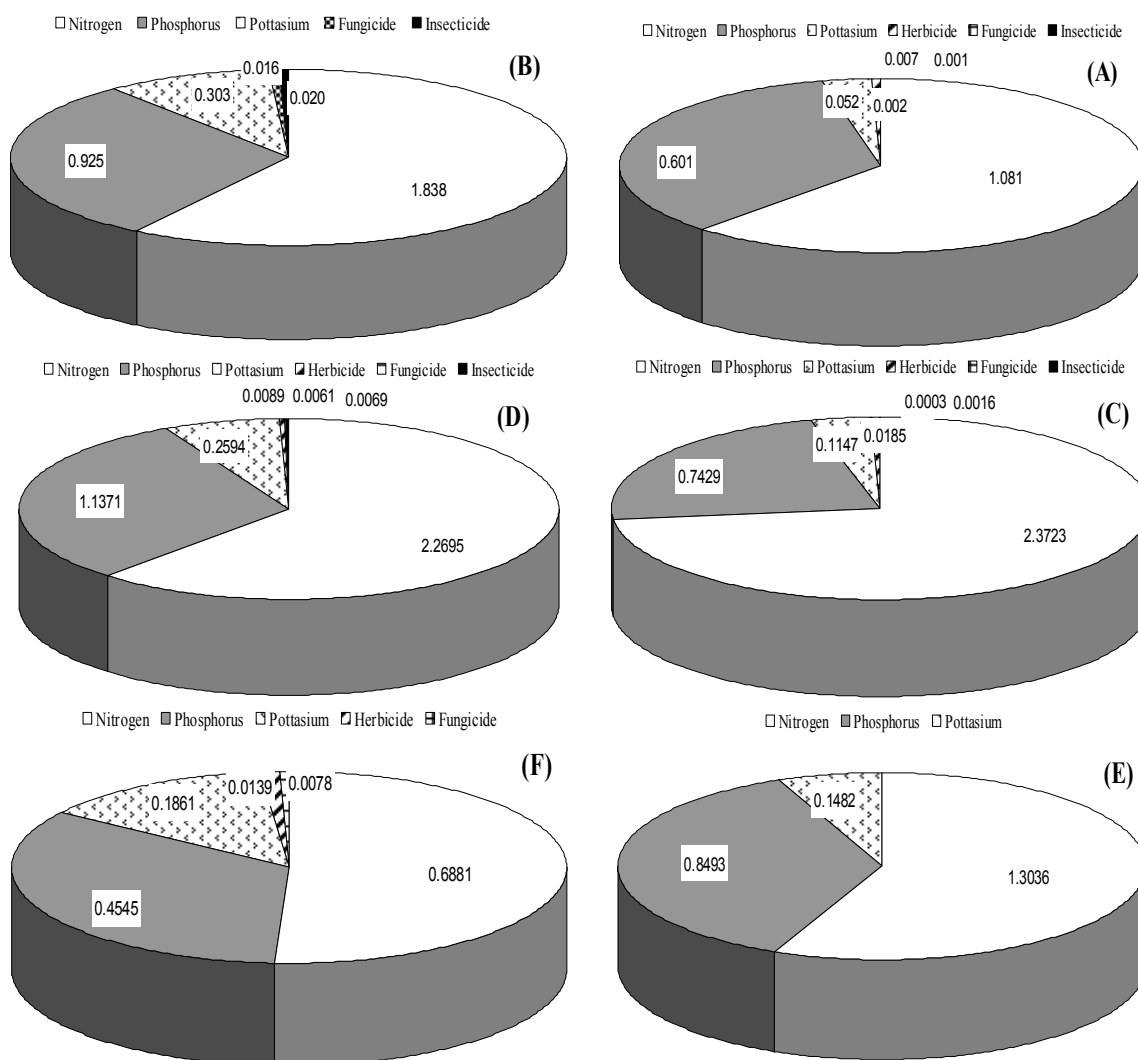 Nitrogen Phosphorus Pottasium Fungicide Insecticide
(B)
0.016
0.303
0.020
0.925
1.838
Nitrogen Phosphorus Pottasium Herbicide Fungicide Insecticide
(A)
0.007 0.001
0.052
0.002
0.601
1.081
Nitrogen Phosphorus Pottasium Herbicide Fungicide Insecticide
(D)
0.0089 0.0061 0.0069
0.2594
1.1371
2.2695
Nitrogen Phosphorus Pottasium Herbicide Fungicide Insecticide
(C)
0.0003 0.0016
0.1147
0.0185
0.7429
2.3723
Nitrogen Phosphorus Pottasium Herbicide Fungicide
(F)
0.0139
0.0078
0.1861
0.4545
0.6881
Nitrogen Phosphorus Pottasium
(E)
0.1482
0.8493
1.3036